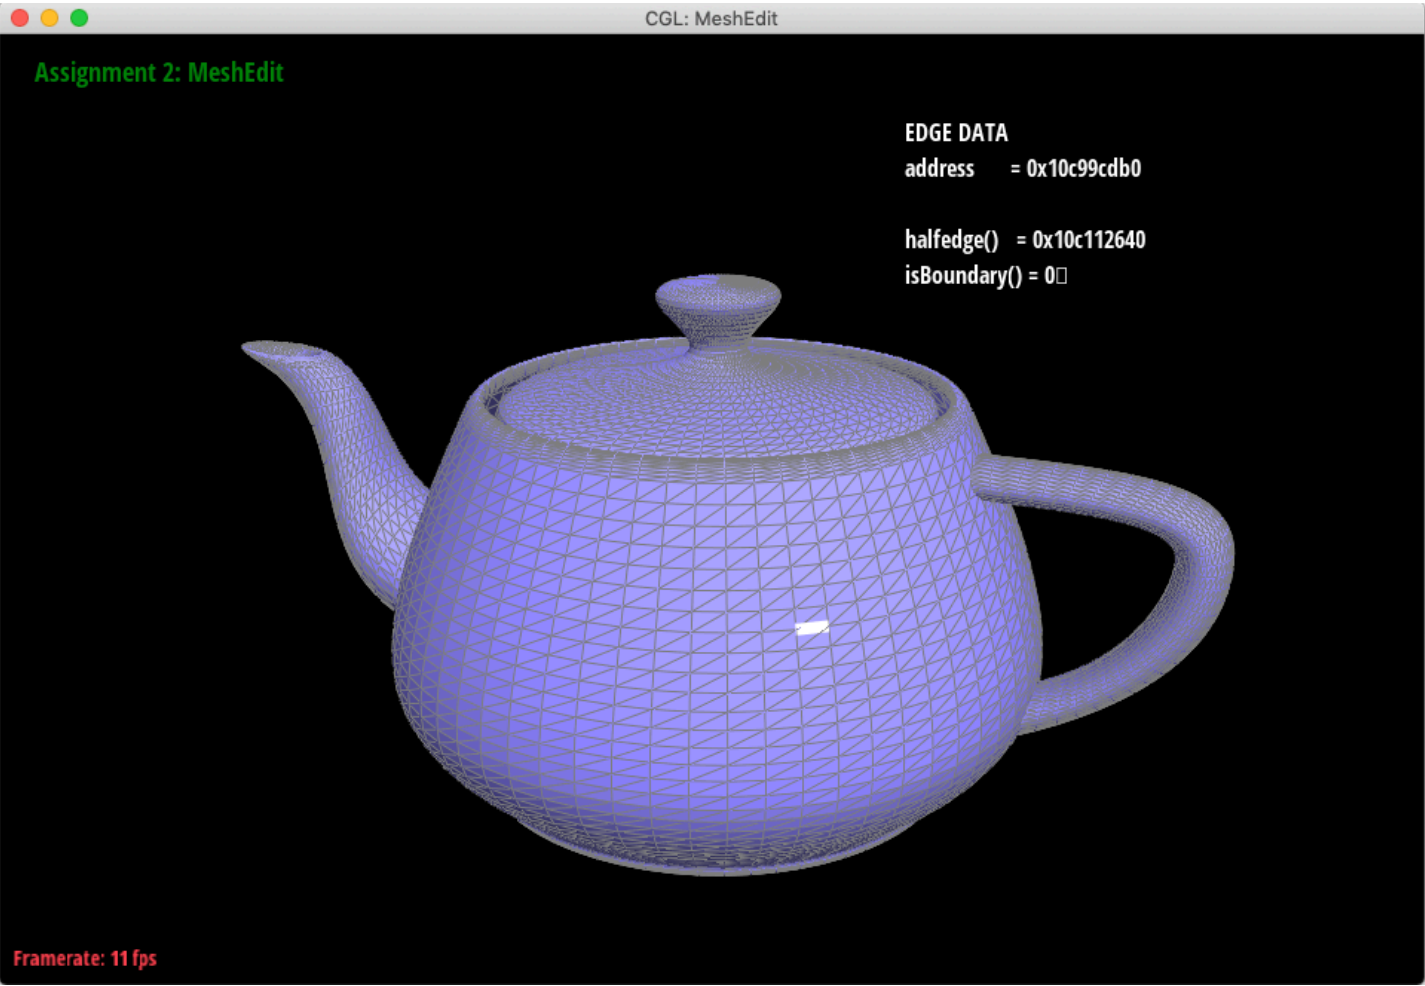 CGL: MeshEdit
Assignment 2: MeshEdit
EDGE DATA
address = 0x10c99cdb0
halfedge() = 0x10c112640
isBoundary() = 0▯
Framerate: 11 fps